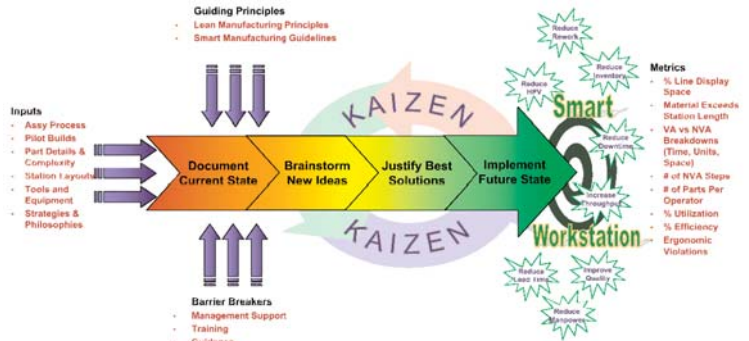 Guiding Principles
- Lean Manufacturing Principles
- Smart Manufacturing Guidelines
Inputs
- Assy Process
- Pilot Builds
- Part Details &
Complexity
- Station Layouts
- Tools and
Equipment
- Strategies &
Philosophies
KAIZEN
Document
Current State
Brainstorm
New Ideas
Justify Best
Solutions
Implement
Future State
KAIZEN
Barrier Breakers
- Management Support
- Training
- Guidance
Reduce
Rework
Reduce
Inventory
Reduce
HPV
Smart
Reduce
Downtime
Increase
Throughput
Workstation
Reduce
Lead Time
Improve
Quality
Reduce
Manpower
Metrics
- % Line Display
Space
- Material Exceeds
Station Length
- VA vs NVA
Breakdowns
(Time, Units,
Space)
- # of NVA Steps
- # of Parts Per
Operator
- % Utilization
- % Efficiency
- Ergonomic
Violations